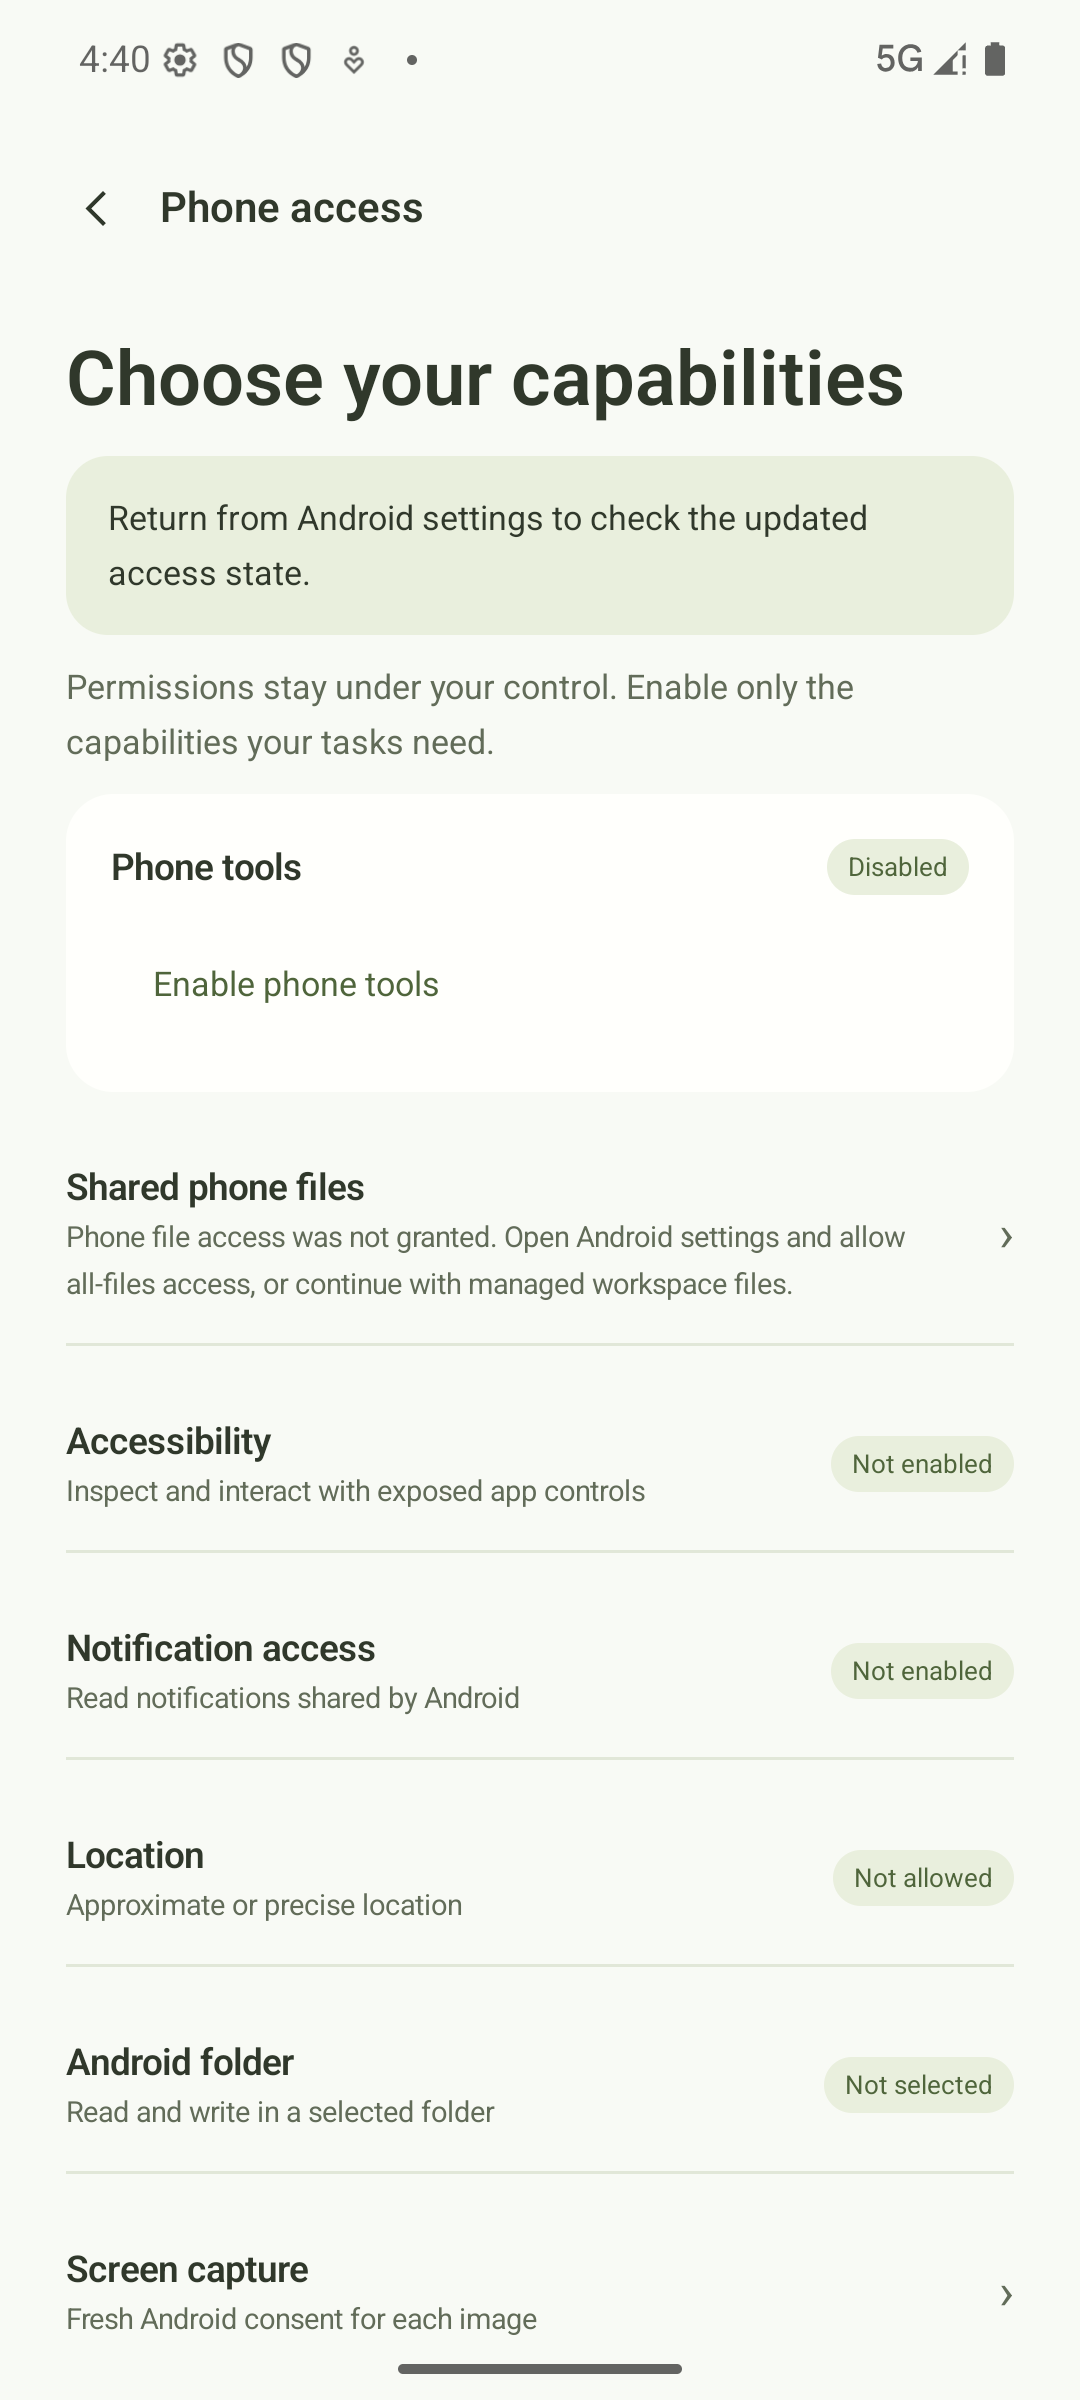 4:40
5G
Phone access
Choose your capabilities
Return from Android settings to check the updated
access state.
Permissions stay under your control. Enable only the
capabilities your tasks need.
Phone tools
Disabled
Enable phone tools
Shared phone files
Phone file access was not granted. Open Android settings and allow
all-files access, or continue with managed workspace files.
Accessibility
Inspect and interact with exposed app controls
Not enabled
Notification access
Read notifications shared by Android
Not enabled
Location
Approximate or precise location
Not allowed
Android folder
Read and write in a selected folder
Not selected
Screen capture
Fresh Android consent for each image